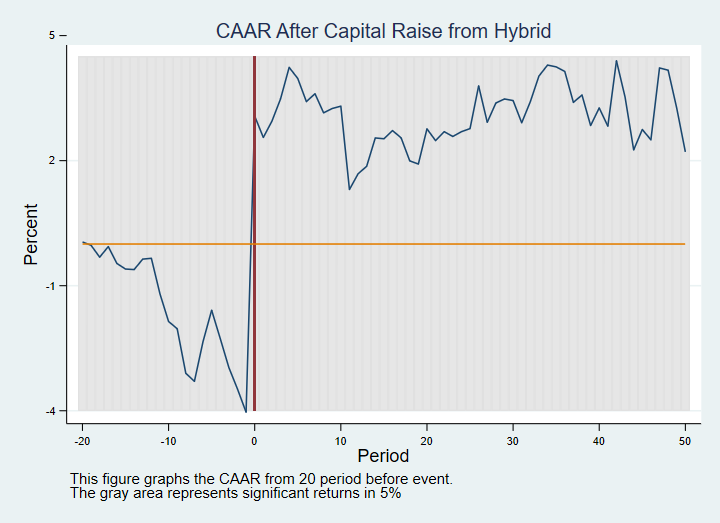 CAAR After Capital Raise from Hybrid
5
2
-1
-4
Percent
-20 -10 0 10 20 30 40 50
Period
This figure graphs the CAAR from 20 period before event.
The gray area represents significant returns in 5%